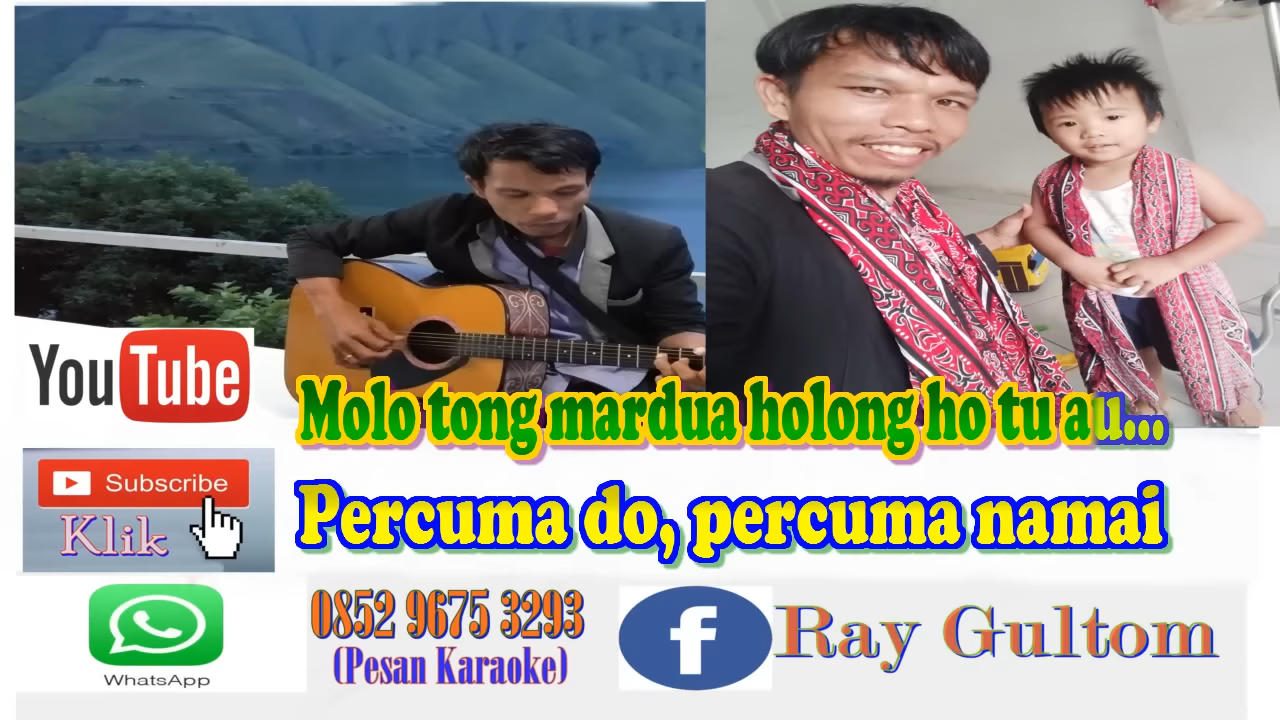 YouTube
Molo tong mardua holong ho tu au...
Subscribe
Klik
Percuma do, percuma namai
WhatsApp
0852 9675 3293
(Pesan Karaoke)
f
Ray Gultom